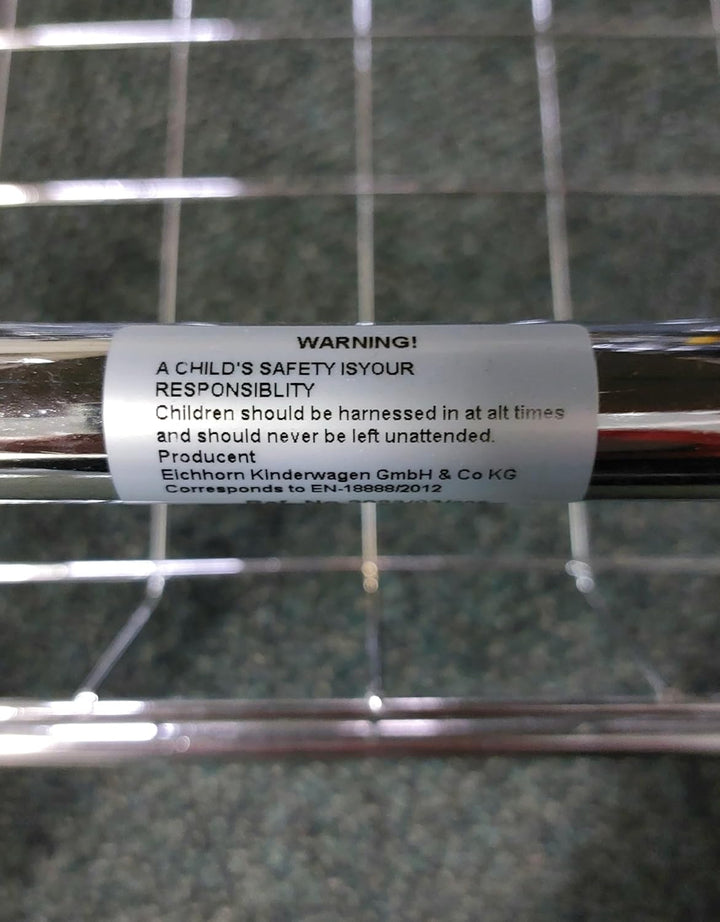 WARNING!
A CHILD'S SAFETY ISYOUR
RESPONSIBLITY
Children should be harnessed in at alt times
and should never be left unattended.
Producent
Eichhorn Kinderwagen GmbH & Co KG
Corresponds to EN-18888/2012